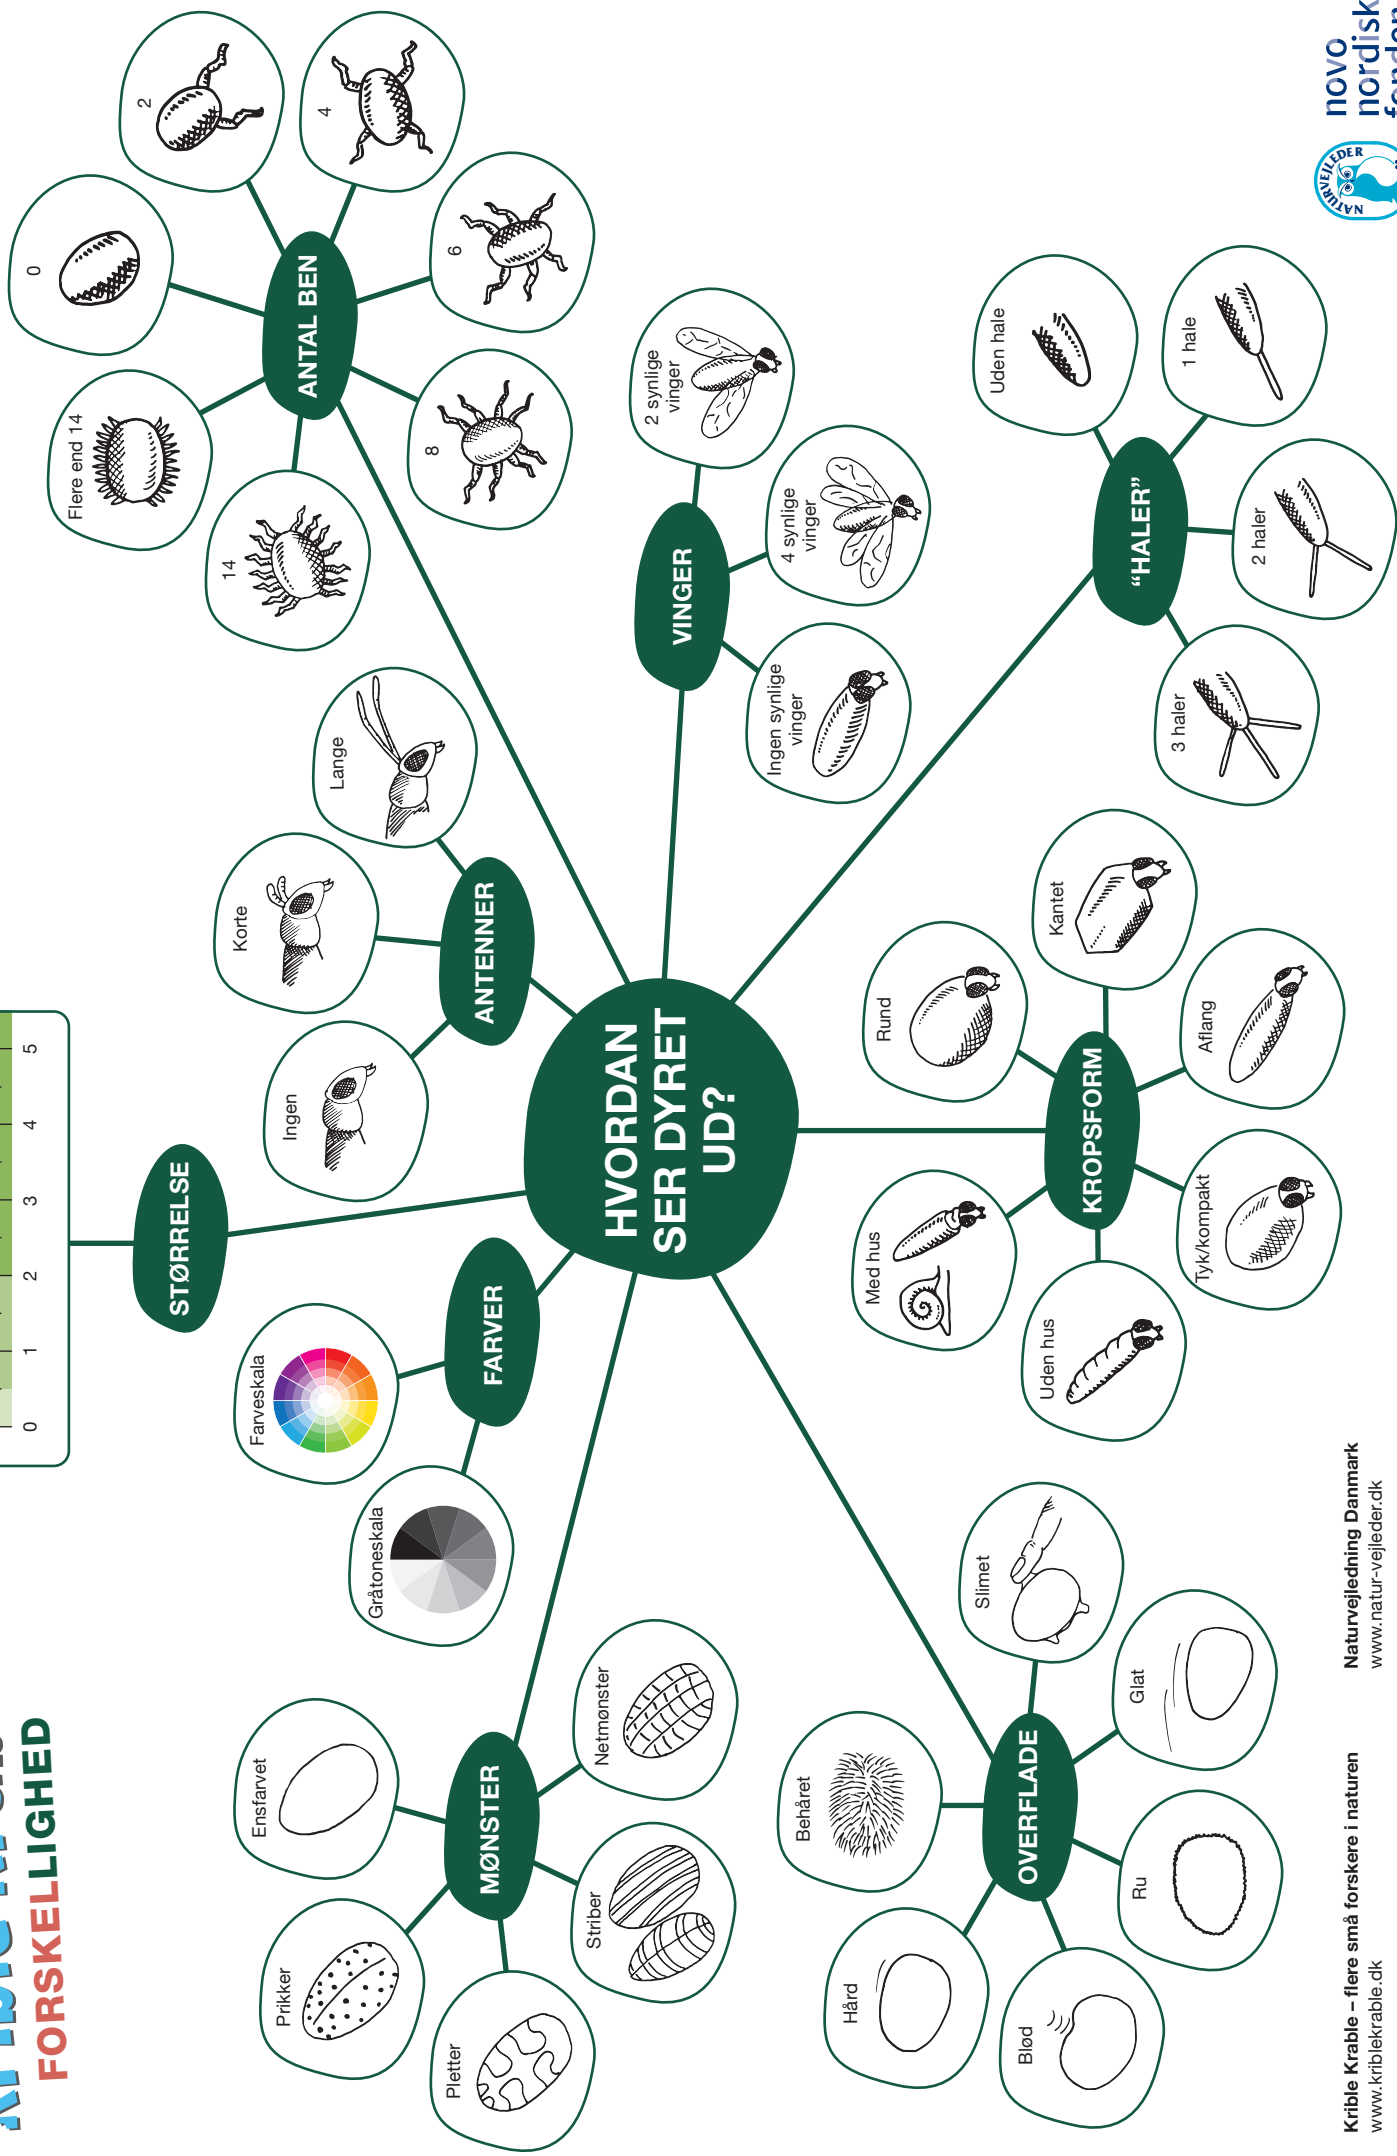 FORSKELLIGHED
0 1 2 3 4 5
STØRRELSE
HVORDAN
SER DYRET
UD?
ANTENNER
Ingen
Korte
Lange
ANTAL BEN
14
Flere end 14
0
2
4
6
8
VINGER
2 synlige
vinger
4 synlige
vinger
Ingen synlige
vinger
“HALER”
Uden hale
1 hale
2 haler
3 haler
KROPSFORM
Med hus
Rund
Kantet
Aflang
Tyk/kompakt
Uden hus
OVERFLADE
Hård
Behåret
Slimet
Glat
Ru
Blød
MØNSTER
Pletter
Prikker
Ensfarvet
Netmønster
Striber
FARVER
Gråtoneskala
Farveskala
Krible Krable – flere små forskere i naturen
www.kriblekrable.dk
Naturvejledning Danmark
www.natur-vejleder.dk
NATURVEJLEDER
novo
nordisk
fonden